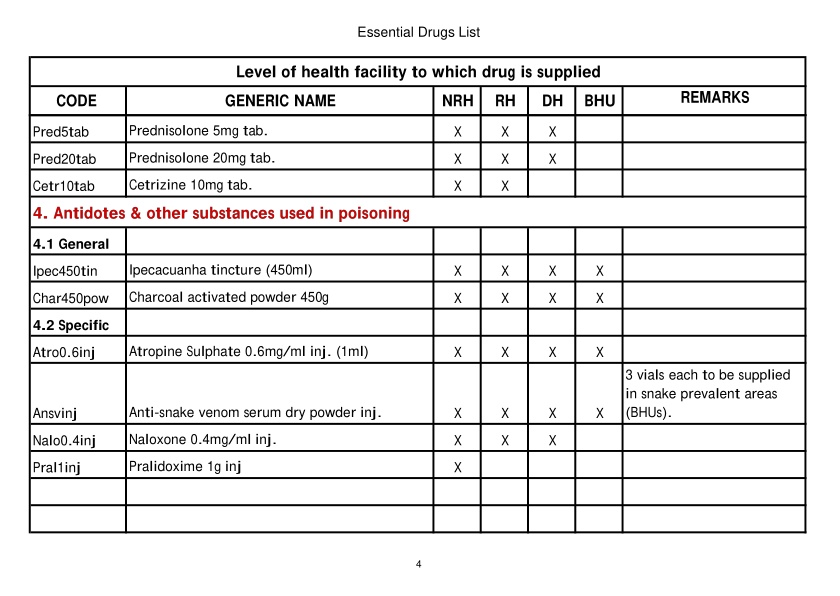 Essential Drugs List
Level of health facility to which drug is supplied
CODE GENERIC NAME NRH RH DH BHU REMARKS
Pred5tab Prednisolone 5mg tab. X X X
Pred20tab Prednisolone 20mg tab. X X X
Cetr10tab Cetrizine 10mg tab. X X
4. Antidotes & other substances used in poisoning
4.1 General
Ipec450tin Ipecacuanha tincture (450ml) X X X X
Char450pow Charcoal activated powder 450g X X X X
4.2 Specific
Atro0.6inj Atropine Sulphate 0.6mg/ml inj. (1ml) X X X X
3 vials each to be supplied
in snake prevalent areas
Ansvinj Anti-snake venom serum dry powder inj. X X X X (BHUs).
Nalo0.4inj Naloxone 0.4mg/ml inj. X X X
Pral1inj Pralidoxime 1g inj X
4